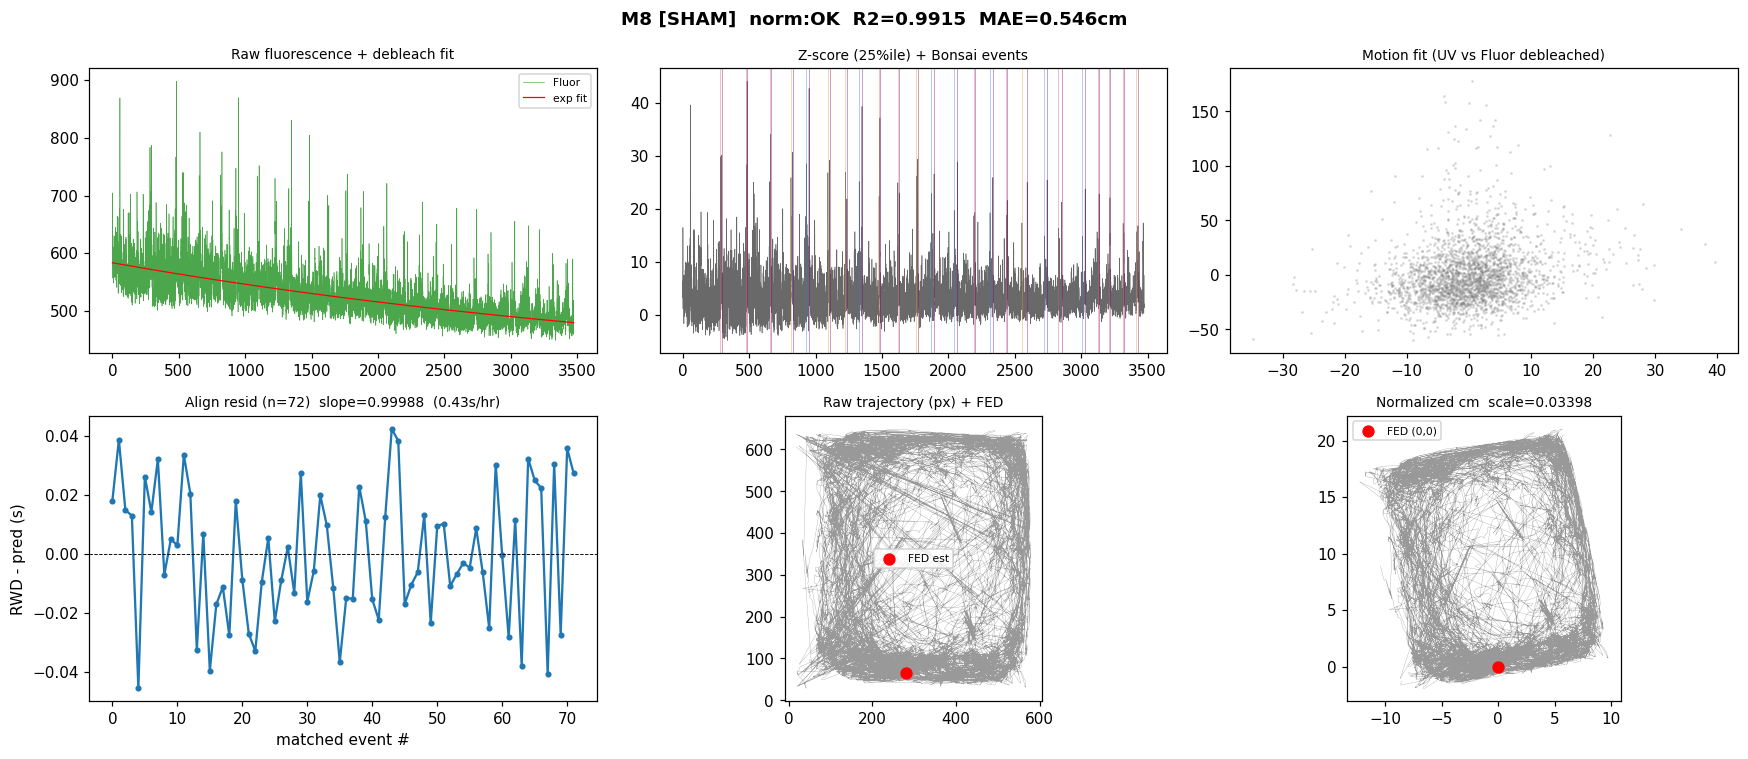 M8 [SHAM]  norm:OK  R2=0.9915  MAE=0.546cm
Raw fluorescence + debleach fit
Fluor
exp fit
900
800
700
600
500
0 500 1000 1500 2000 2500 3000 3500
Z-score (25%ile) + Bonsai events
40
30
20
10
0
0 500 1000 1500 2000 2500 3000 3500
Motion fit (UV vs Fluor debleached)
150
100
50
0
−50
−30 −20 −10 0 10 20 30 40
Align resid (n=72)  slope=0.99988  (0.43s/hr)
RWD - pred (s)
0.04
0.02
0.00
−0.02
−0.04
0 10 20 30 40 50 60 70
matched event #
Raw trajectory (px) + FED
600
500
400
300
200
100
0
FED est
0 200 400 600
Normalized cm  scale=0.03398
FED (0,0)
20
15
10
5
0
−10 −5 0 5 10